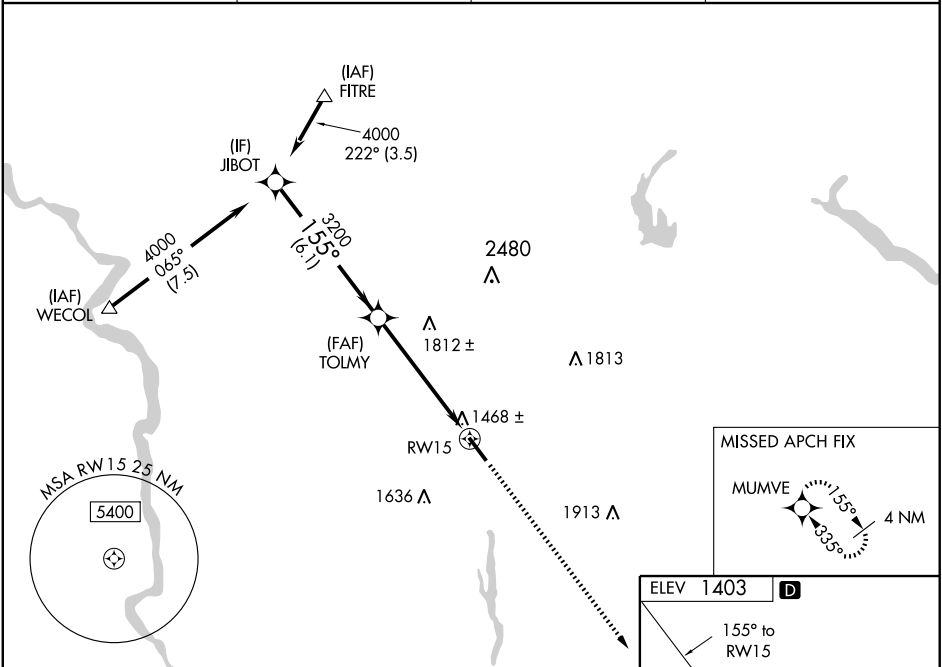 (IAF)
FITRE
4000
222° (3.5)
(IF)
JIBOT
3200
155°
(6.1)
4000
065°
(7.5)
(IAF)
WECOL
2480
(FAF)
TOLMY
1812 ±
1813
1468 ±
RW15
MISSED APCH FIX
MUMVE
155°
335°
4 NM
MSA RW15 25 NM
5400
1636
1913
ELEV 1403 D
155° to
RW15